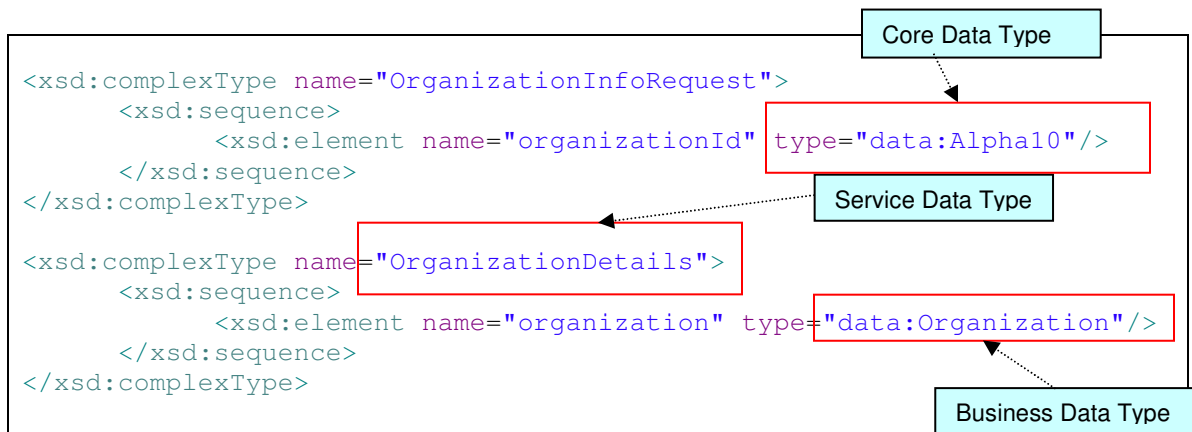 Core Data Type
<xsd:complexType name="OrganizationInfoRequest">
<xsd:sequence>
<xsd:element name="organizationId" type="data:Alpha10"/>
</xsd:sequence>
</xsd:complexType>
Service Data Type
<xsd:complexType name="OrganizationDetails">
<xsd:sequence>
<xsd:element name="organization" type="data:Organization"/>
</xsd:sequence>
</xsd:complexType>
Business Data Type